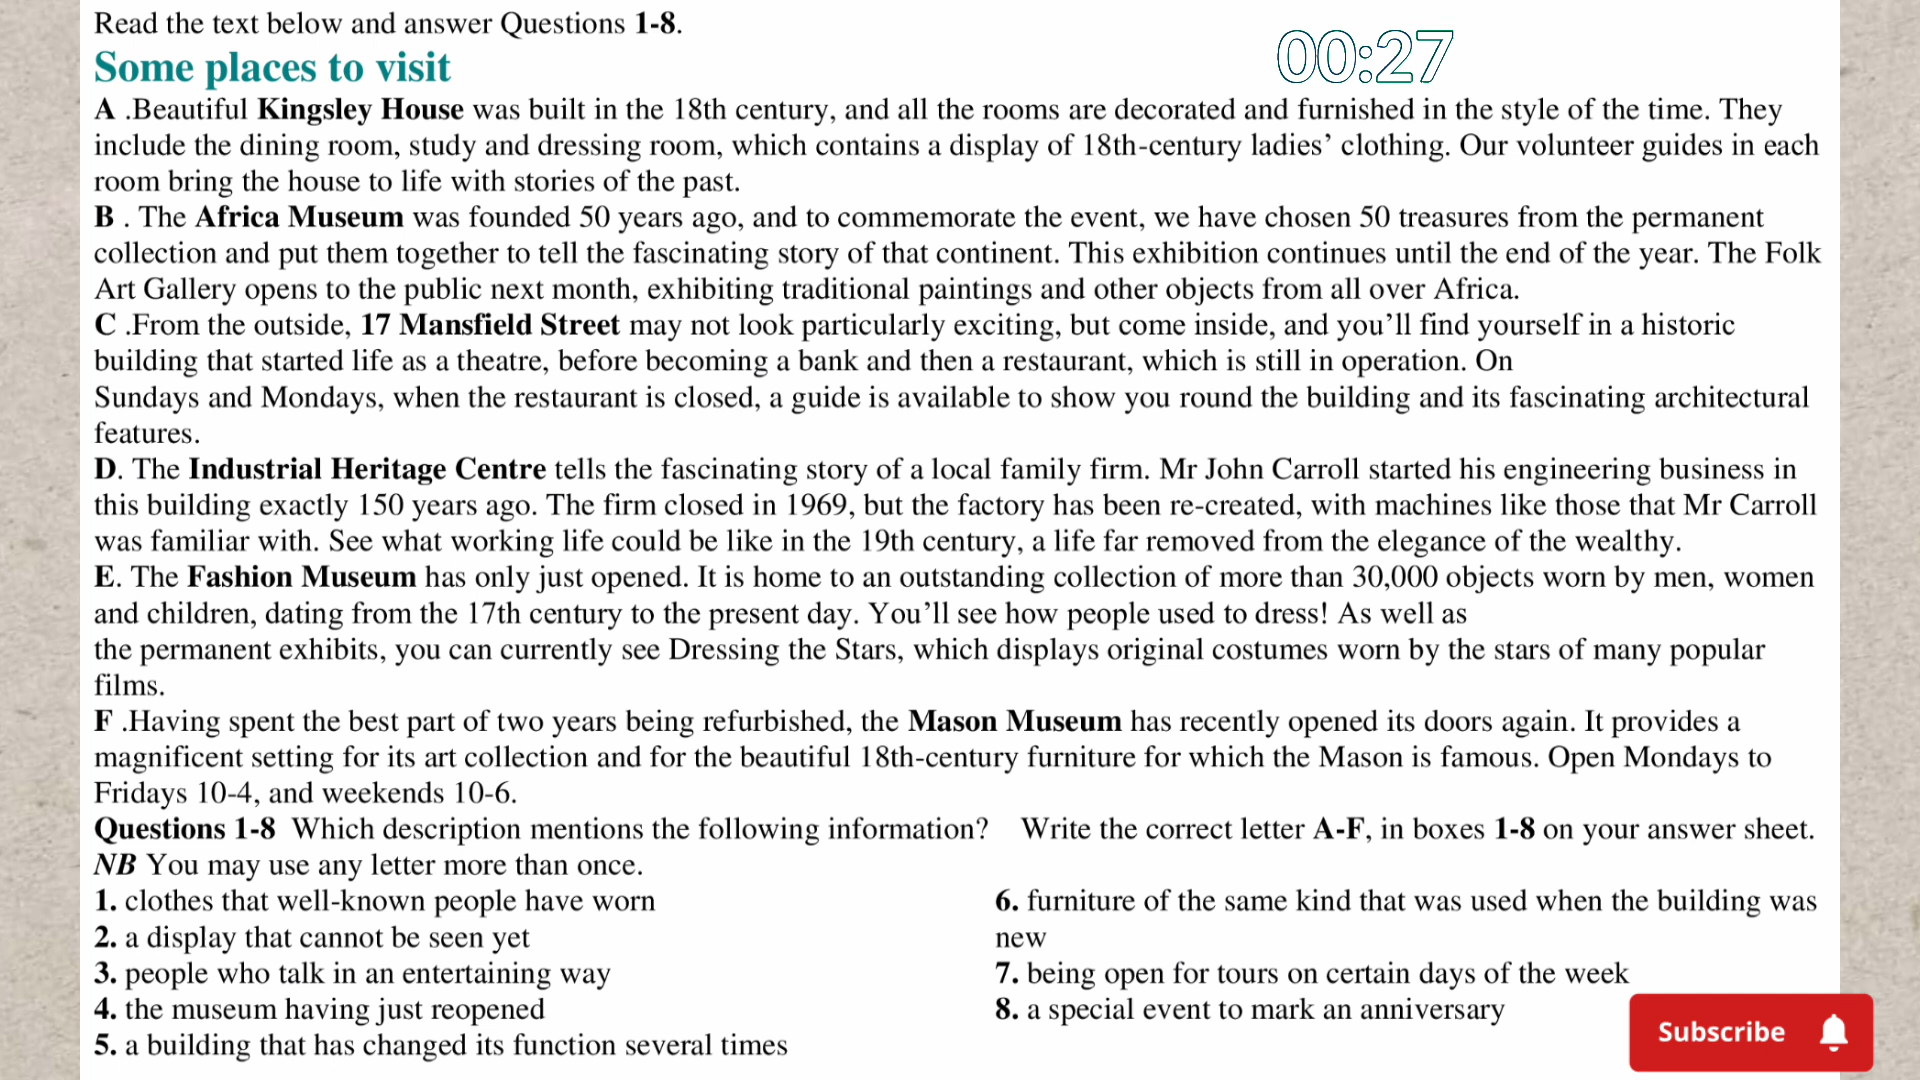 Read the text below and answer Questions 1-8.
00:27
Some places to visit
A .Beautiful Kingsley House was built in the 18th century, and all the rooms are decorated and furnished in the style of the time. They
include the dining room, study and dressing room, which contains a display of 18th-century ladies’ clothing. Our volunteer guides in each
room bring the house to life with stories of the past.
B . The Africa Museum was founded 50 years ago, and to commemorate the event, we have chosen 50 treasures from the permanent
collection and put them together to tell the fascinating story of that continent. This exhibition continues until the end of the year. The Folk
Art Gallery opens to the public next month, exhibiting traditional paintings and other objects from all over Africa.
C .From the outside, 17 Mansfield Street may not look particularly exciting, but come inside, and you’ll find yourself in a historic
building that started life as a theatre, before becoming a bank and then a restaurant, which is still in operation. On
Sundays and Mondays, when the restaurant is closed, a guide is available to show you round the building and its fascinating architectural
features.
D. The Industrial Heritage Centre tells the fascinating story of a local family firm. Mr John Carroll started his engineering business in
this building exactly 150 years ago. The firm closed in 1969, but the factory has been re-created, with machines like those that Mr Carroll
was familiar with. See what working life could be like in the 19th century, a life far removed from the elegance of the wealthy.
E. The Fashion Museum has only just opened. It is home to an outstanding collection of more than 30,000 objects worn by men, women
and children, dating from the 17th century to the present day. You’ll see how people used to dress! As well as
the permanent exhibits, you can currently see Dressing the Stars, which displays original costumes worn by the stars of many popular
films.
F .Having spent the best part of two years being refurbished, the Mason Museum has recently opened its doors again. It provides a
magnificent setting for its art collection and for the beautiful 18th-century furniture for which the Mason is famous. Open Mondays to
Fridays 10-4, and weekends 10-6.
Questions 1-8 Which description mentions the following information? Write the correct letter A-F, in boxes 1-8 on your answer sheet.
NB You may use any letter more than once.
1. clothes that well-known people have worn
2. a display that cannot be seen yet
3. people who talk in an entertaining way
4. the museum having just reopened
5. a building that has changed its function several times
6. furniture of the same kind that was used when the building was
new
7. being open for tours on certain days of the week
8. a special event to mark an anniversary
Subscribe